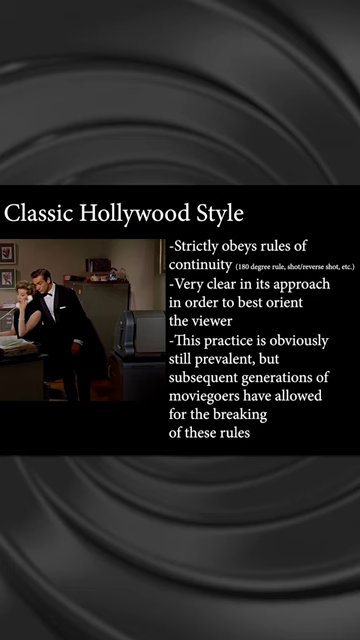 Classic Hollywood Style
-Strictly obeys rules of
continuity (180 degree rule, shot/reverse shot, etc.)
-Very clear in its approach
in order to best orient
the viewer
-This practice is obviously
still prevalent, but
subsequent generations of
moviegoers have allowed
for the breaking
of these rules